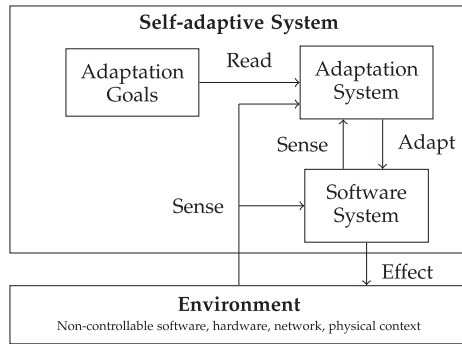 Self-adaptive System
Adaptation
Goals
Read
Adaptation
System
Sense
Adapt
Sense
Software
System
Effect
Environment
Non-controllable software, hardware, network, physical context